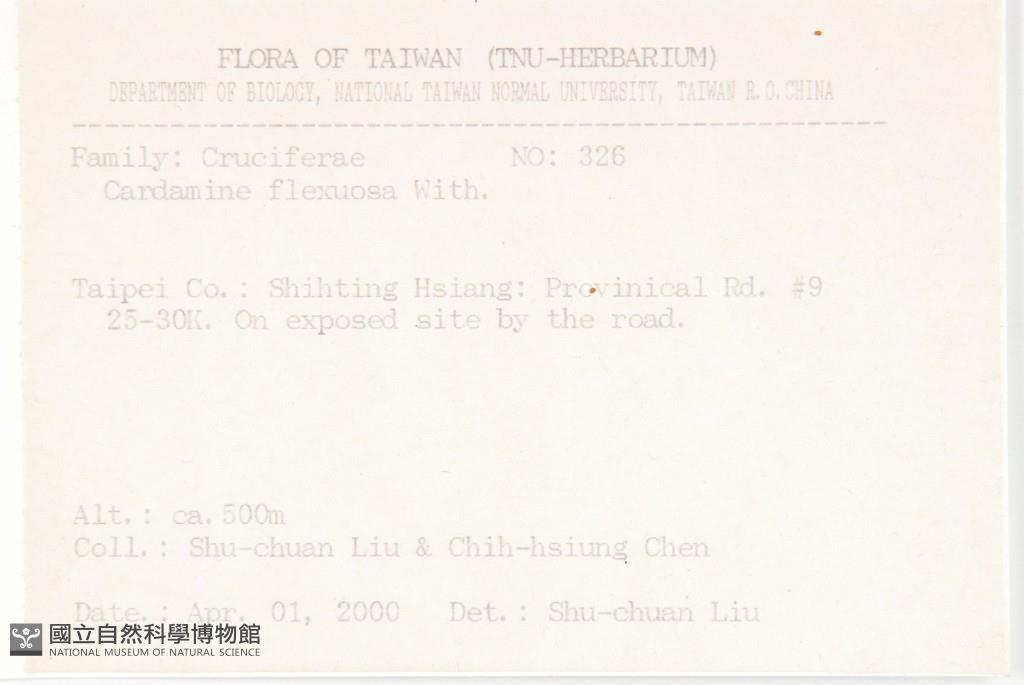 FLORA OF TAIWAN (TNU-HERBARIUM)
DEPARTMENT OF BIOLOGY, NATIONAL TAIWAN NORMAL UNIVERSITY, TAIWAN R.O.CHINA
Family: Cruciferae NO: 326
Cardamine flexuosa With.
Taipei Co.: Shihting Hsiang: Provinical Rd. #9
25-30K. On exposed site by the road.
Alt.: ca.500m
Coll.: Shu-chuan Liu & Chih-hsiung Chen
Date.: Apr. 01, 2000 Det.: Shu-chuan Liu
國立自然科學博物館
NATIONAL MUSEUM OF NATURAL SCIENCE